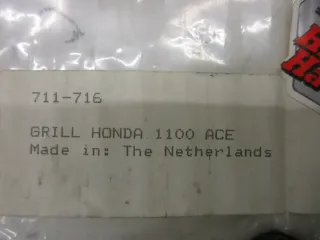 711-716
GRILL HONDA 1100 ACE
Made in: The Netherlands